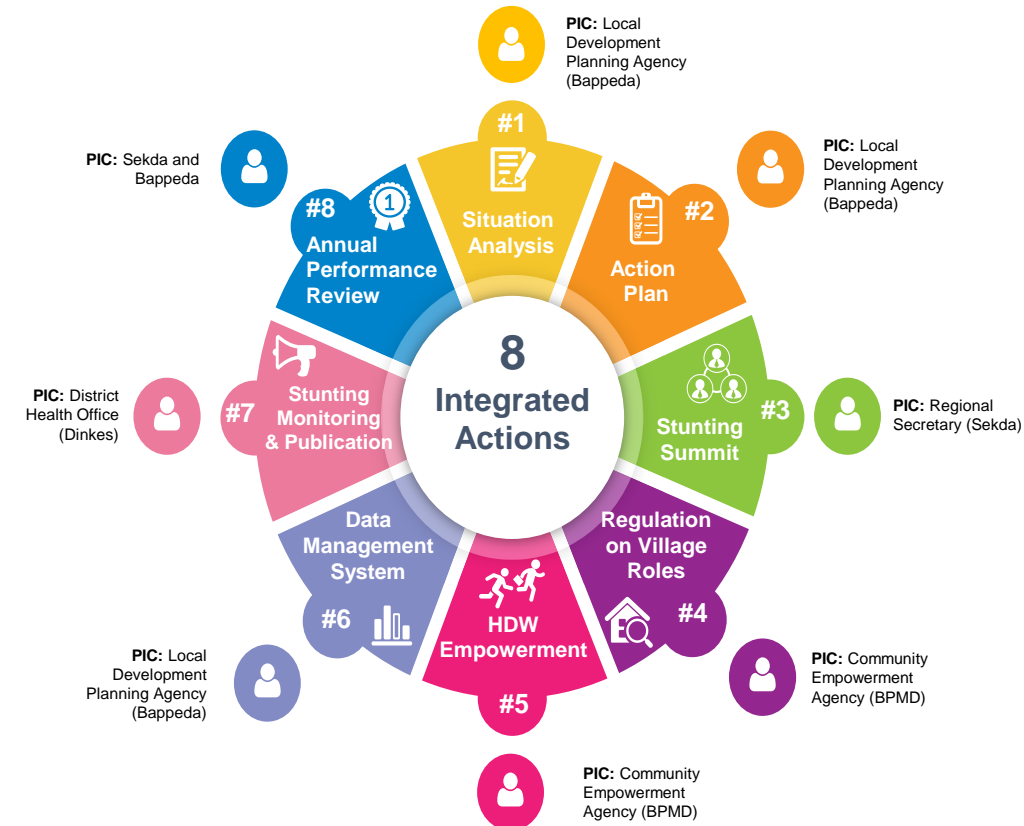 PIC: Local
Development
Planning Agency
(Bappeda)
#1
Situation
Analysis
PIC: Local
Development
Planning Agency
(Bappeda)
#2
Action
Plan
PIC: Regional
Secretary (Sekda)
#3
Stunting
Summit
PIC: Community
Empowerment
Agency (BPMD)
#4
Regulation
on Village
Roles
PIC: Community
Empowerment
Agency (BPMD)
#5
HDW
Empowerment
PIC: Local
Development
Planning Agency
(Bappeda)
#6
Data
Management
System
PIC: District
Health Office
(Dinkes)
#7
Stunting
Monitoring
& Publication
PIC: Sekda and
Bappeda
#8
1
Annual
Performance
Review
8
Integrated
Actions